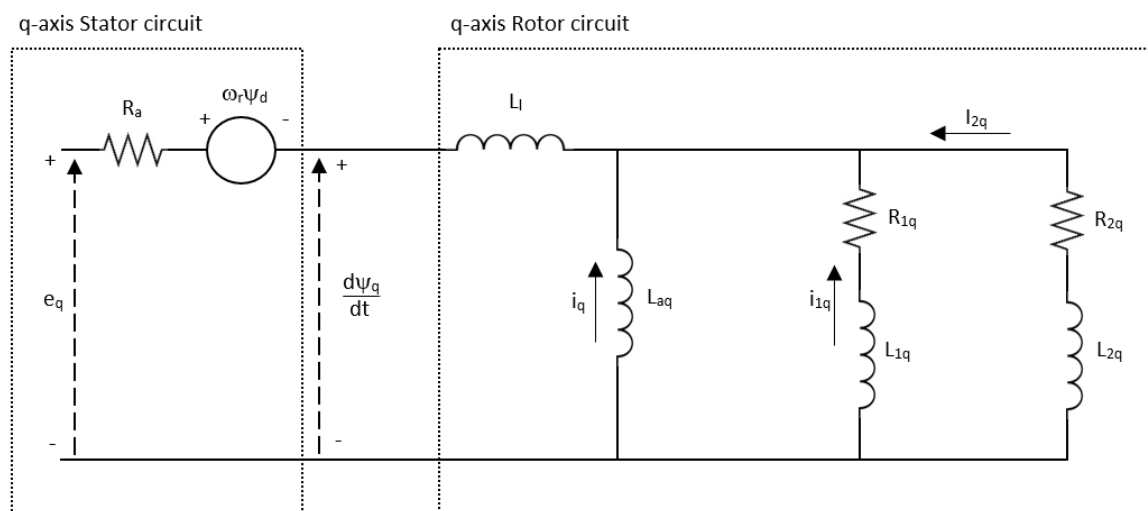 q-axis Stator circuit
q-axis Rotor circuit
Rₐ
ωᵣψd
+
-
Lₗ
I₂q
+
+
R₁q
R₂q
eq
dψq
dt
iq
Laq
i₁q
L₁q
L₂q
-
-